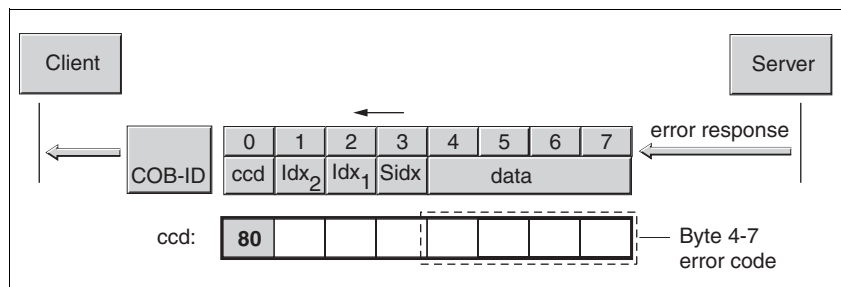 Client
Server
error response
0 1 2 3 4 5 6 7
COB-ID ccd Idx2 Idx1 Sidx data
ccd: 80
Byte 4-7
error code